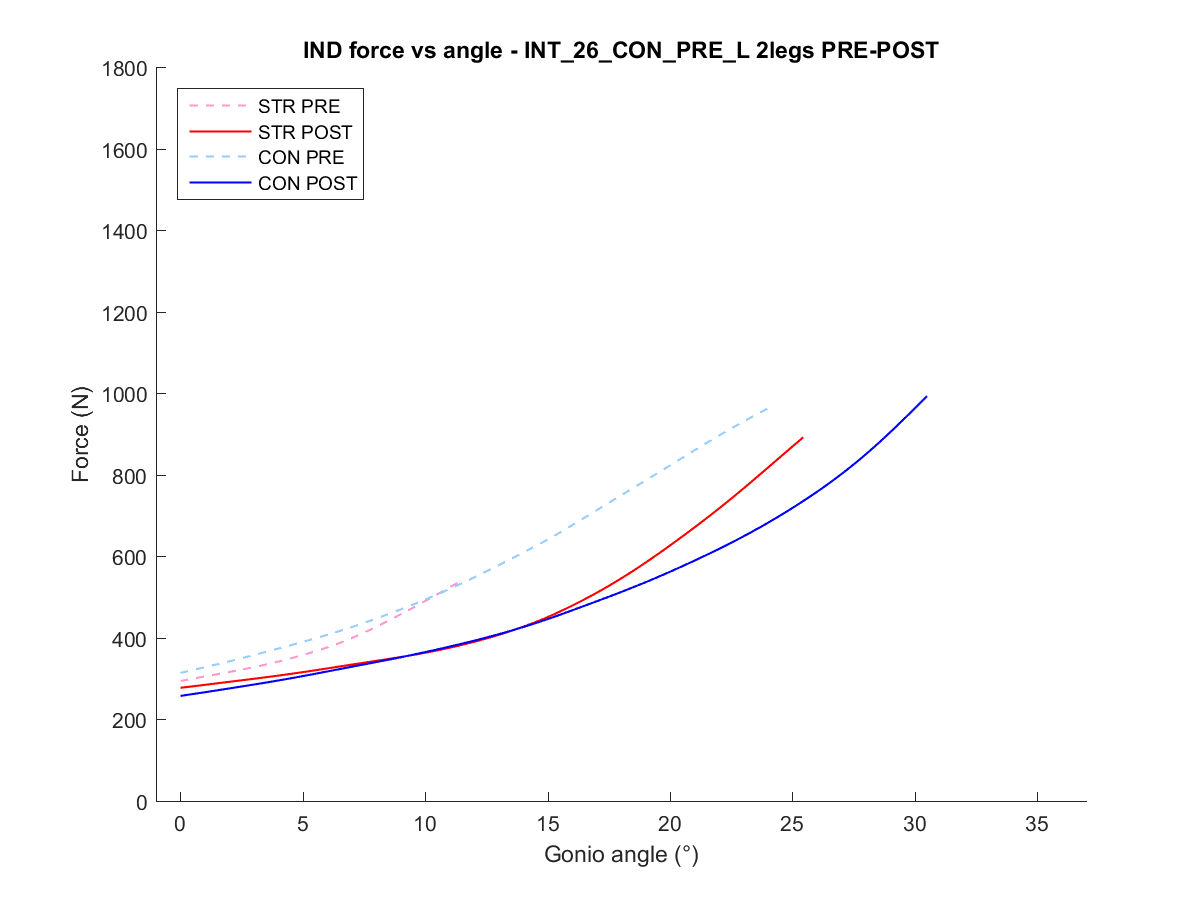 IND force vs angle - INT_26_CON_PRE_L 2legs PRE-POST
1800
1600
1400
1200
1000
800
600
400
200
0
Force (N)
STR PRE
STR POST
CON PRE
CON POST
0 5 10 15 20 25 30 35
Gonio angle (°)